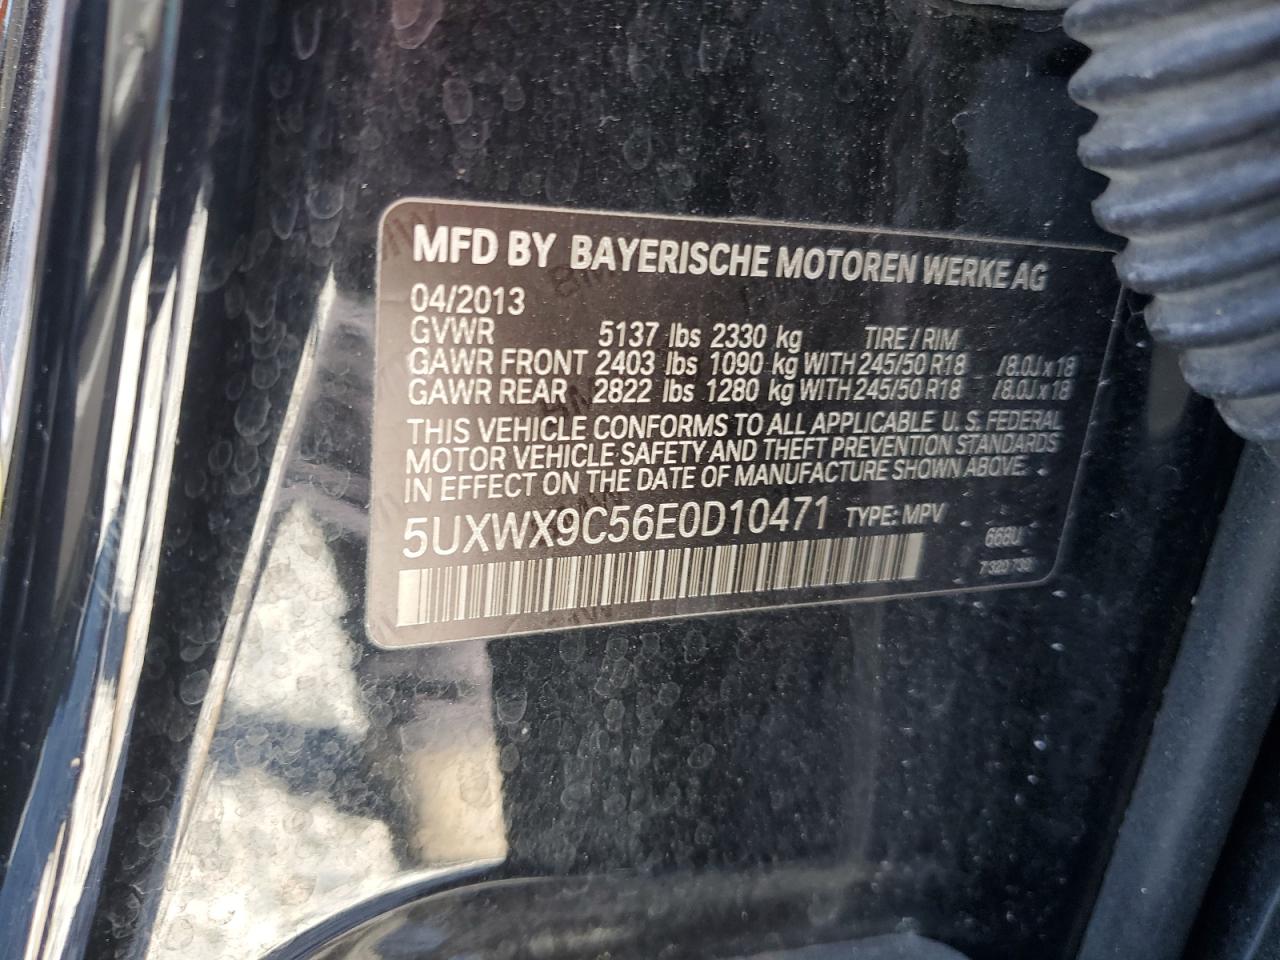 MFD BY BAYERISCHE MOTOREN WERKE AG
04/2013
GVWR 5137 lbs 2330 kg TIRE / RIM
GAWR FRONT 2403 lbs 1090 kg WITH 245/50 R18 /8.0J x 18
GAWR REAR 2822 lbs 1280 kg WITH 245/50 R18 /8.0J x 18
THIS VEHICLE CONFORMS TO ALL APPLICABLE U.S. FEDERAL
MOTOR VEHICLE SAFETY AND THEFT PREVENTION STANDARDS
IN EFFECT ON THE DATE OF MANUFACTURE SHOWN ABOVE.
5UXWX9C56E0D10471 TYPE: MPV
668U
7 320 730